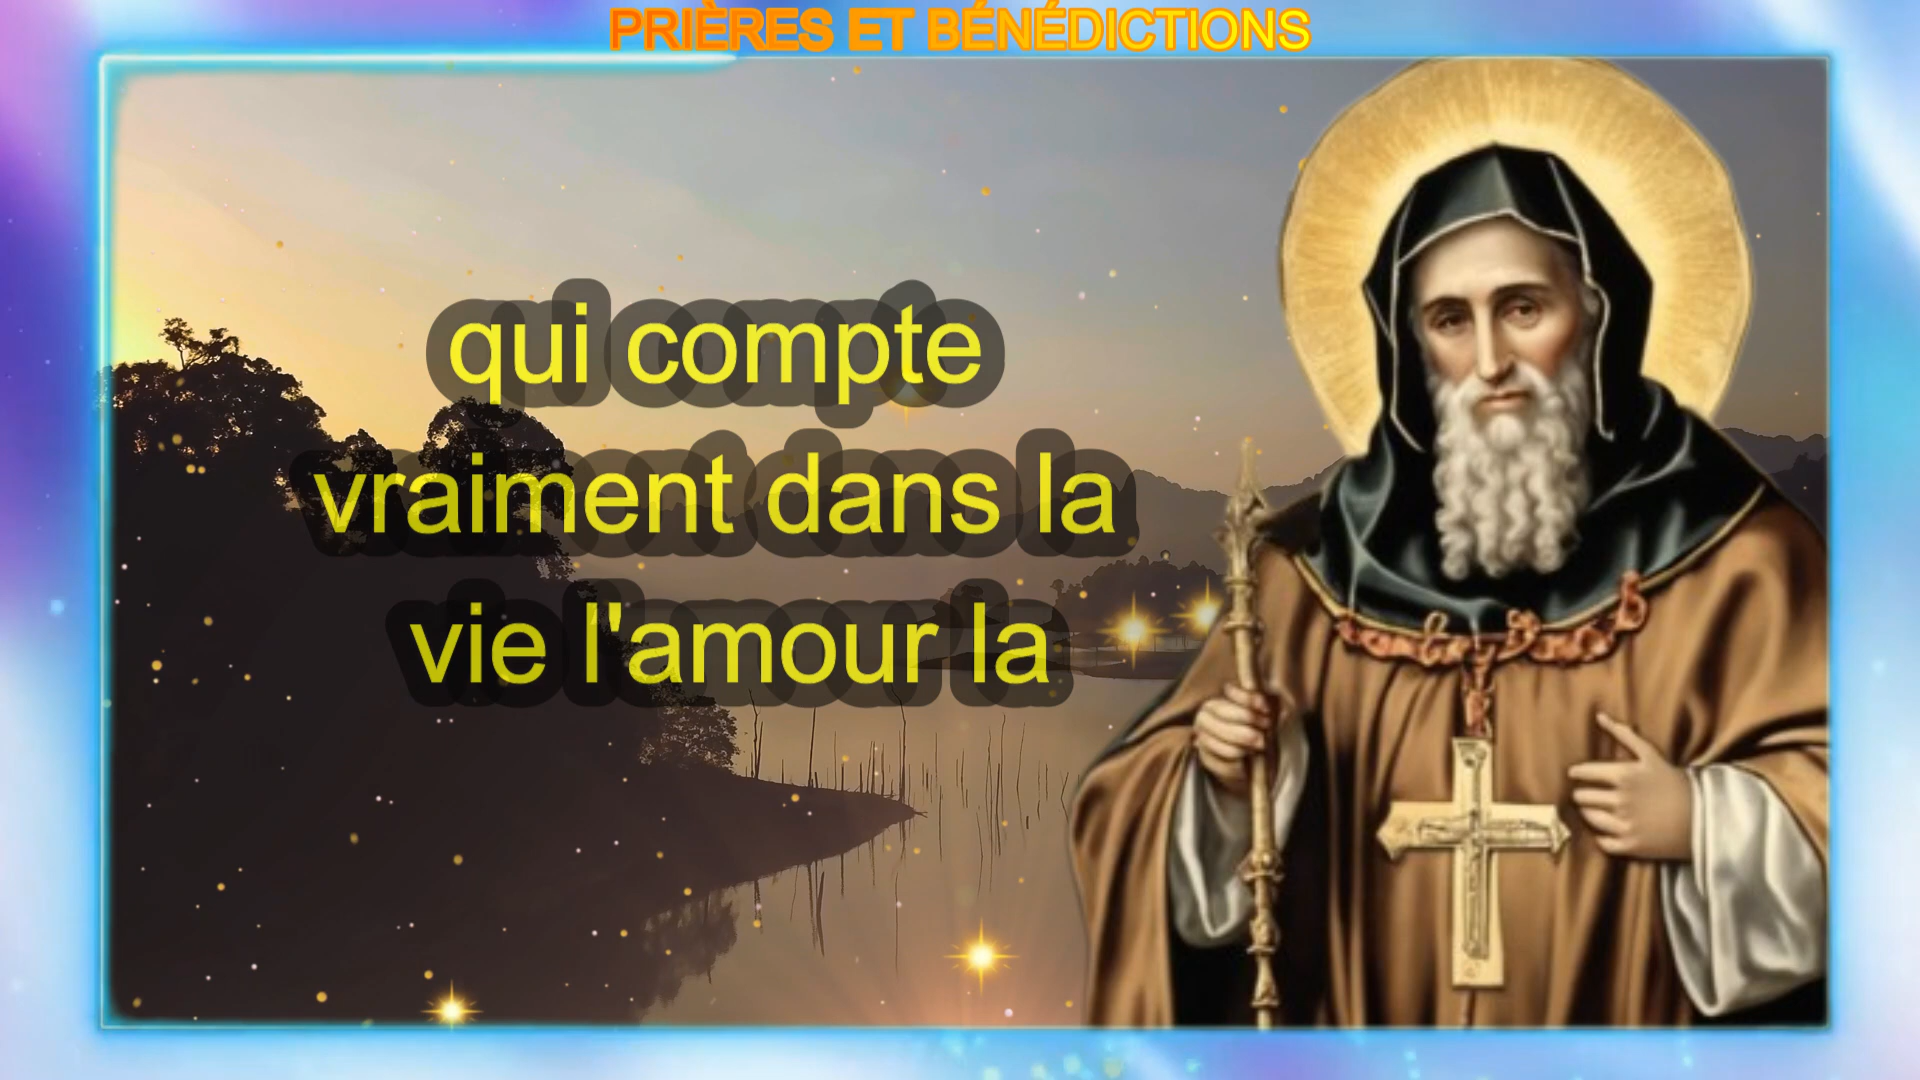 PRIÈRES ET BÉNÉDICTIONS
qui compte
vraiment dans la
vie l'amour la